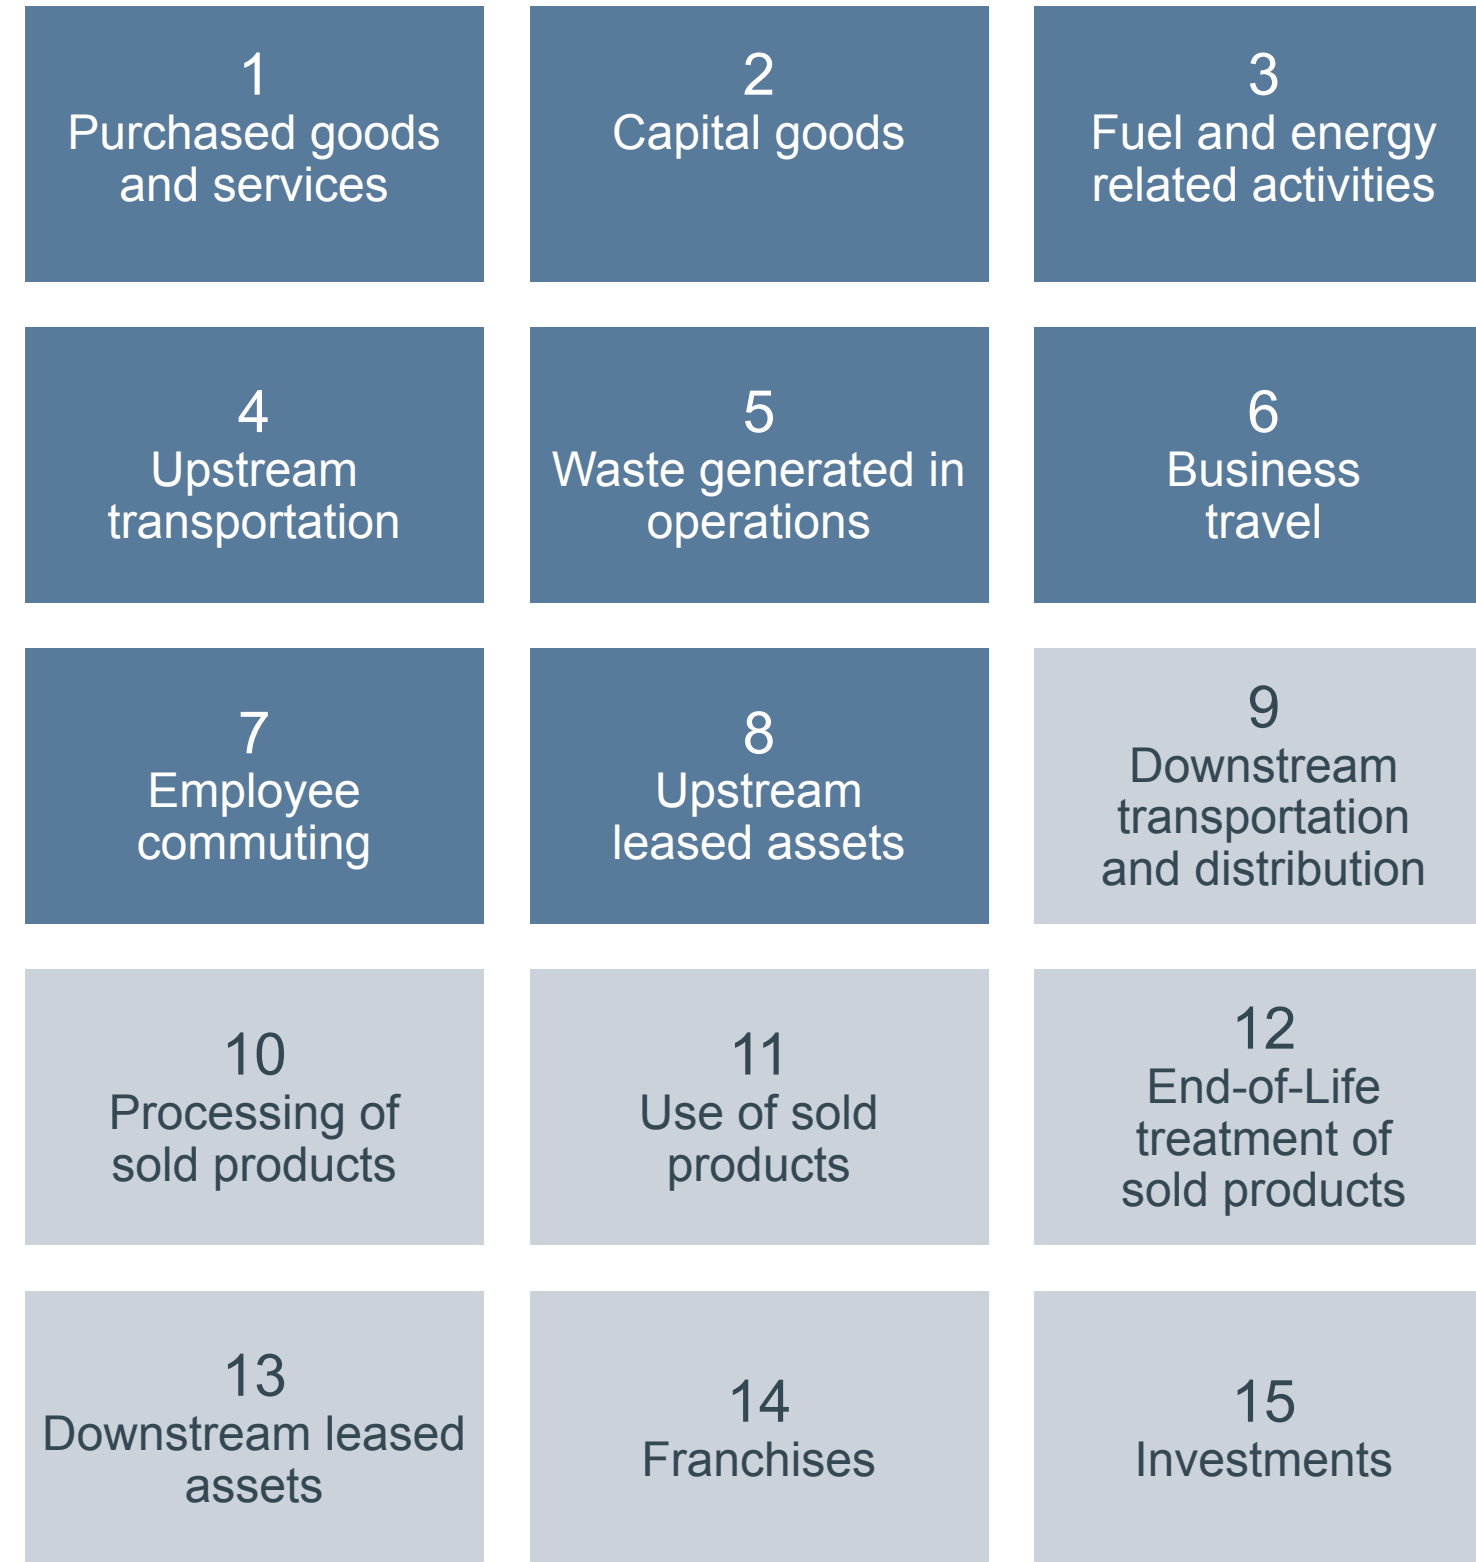 1
Purchased goods
and services
2
Capital goods
3
Fuel and energy
related activities
4
Upstream
transportation
5
Waste generated in
operations
6
Business
travel
7
Employee
commuting
8
Upstream
leased assets
9
Downstream
transportation
and distribution
10
Processing of
sold products
11
Use of sold
products
12
End-of-Life
treatment of
sold products
13
Downstream leased
assets
14
Franchises
15
Investments